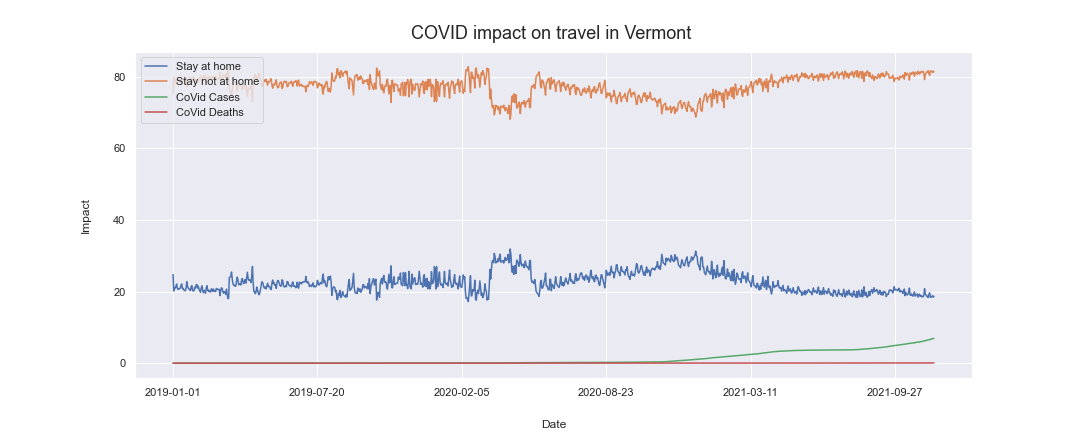 COVID impact on travel in Vermont
Stay at home
Stay not at home
CoVid Cases
CoVid Deaths
80
60
40
20
0
Impact
2019-01-01
2019-07-20
2020-02-05
2020-08-23
2021-03-11
2021-09-27
Date